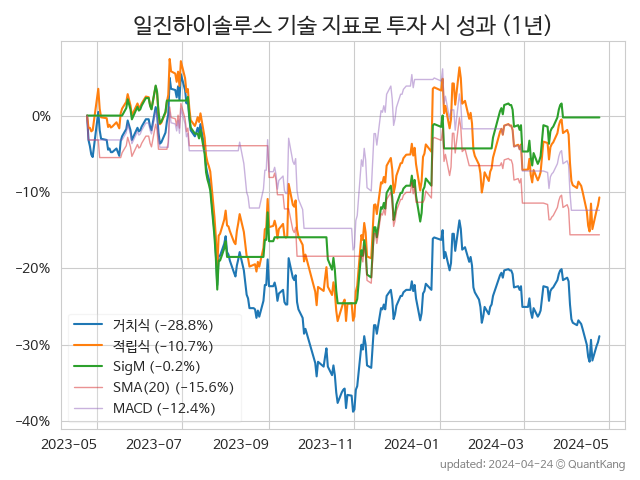 일진하이솔루스 기술 지표로 투자 시 성과 (1년)
0%
−10%
−20%
−30%
−40%
거치식 (−28.8%)
적립식 (−10.7%)
SigM (−0.2%)
SMA(20) (−15.6%)
MACD (−12.4%)
2023-05 2023-07 2023-09 2023-11 2024-01 2024-03 2024-05
updated: 2024-04-24 © QuantKang